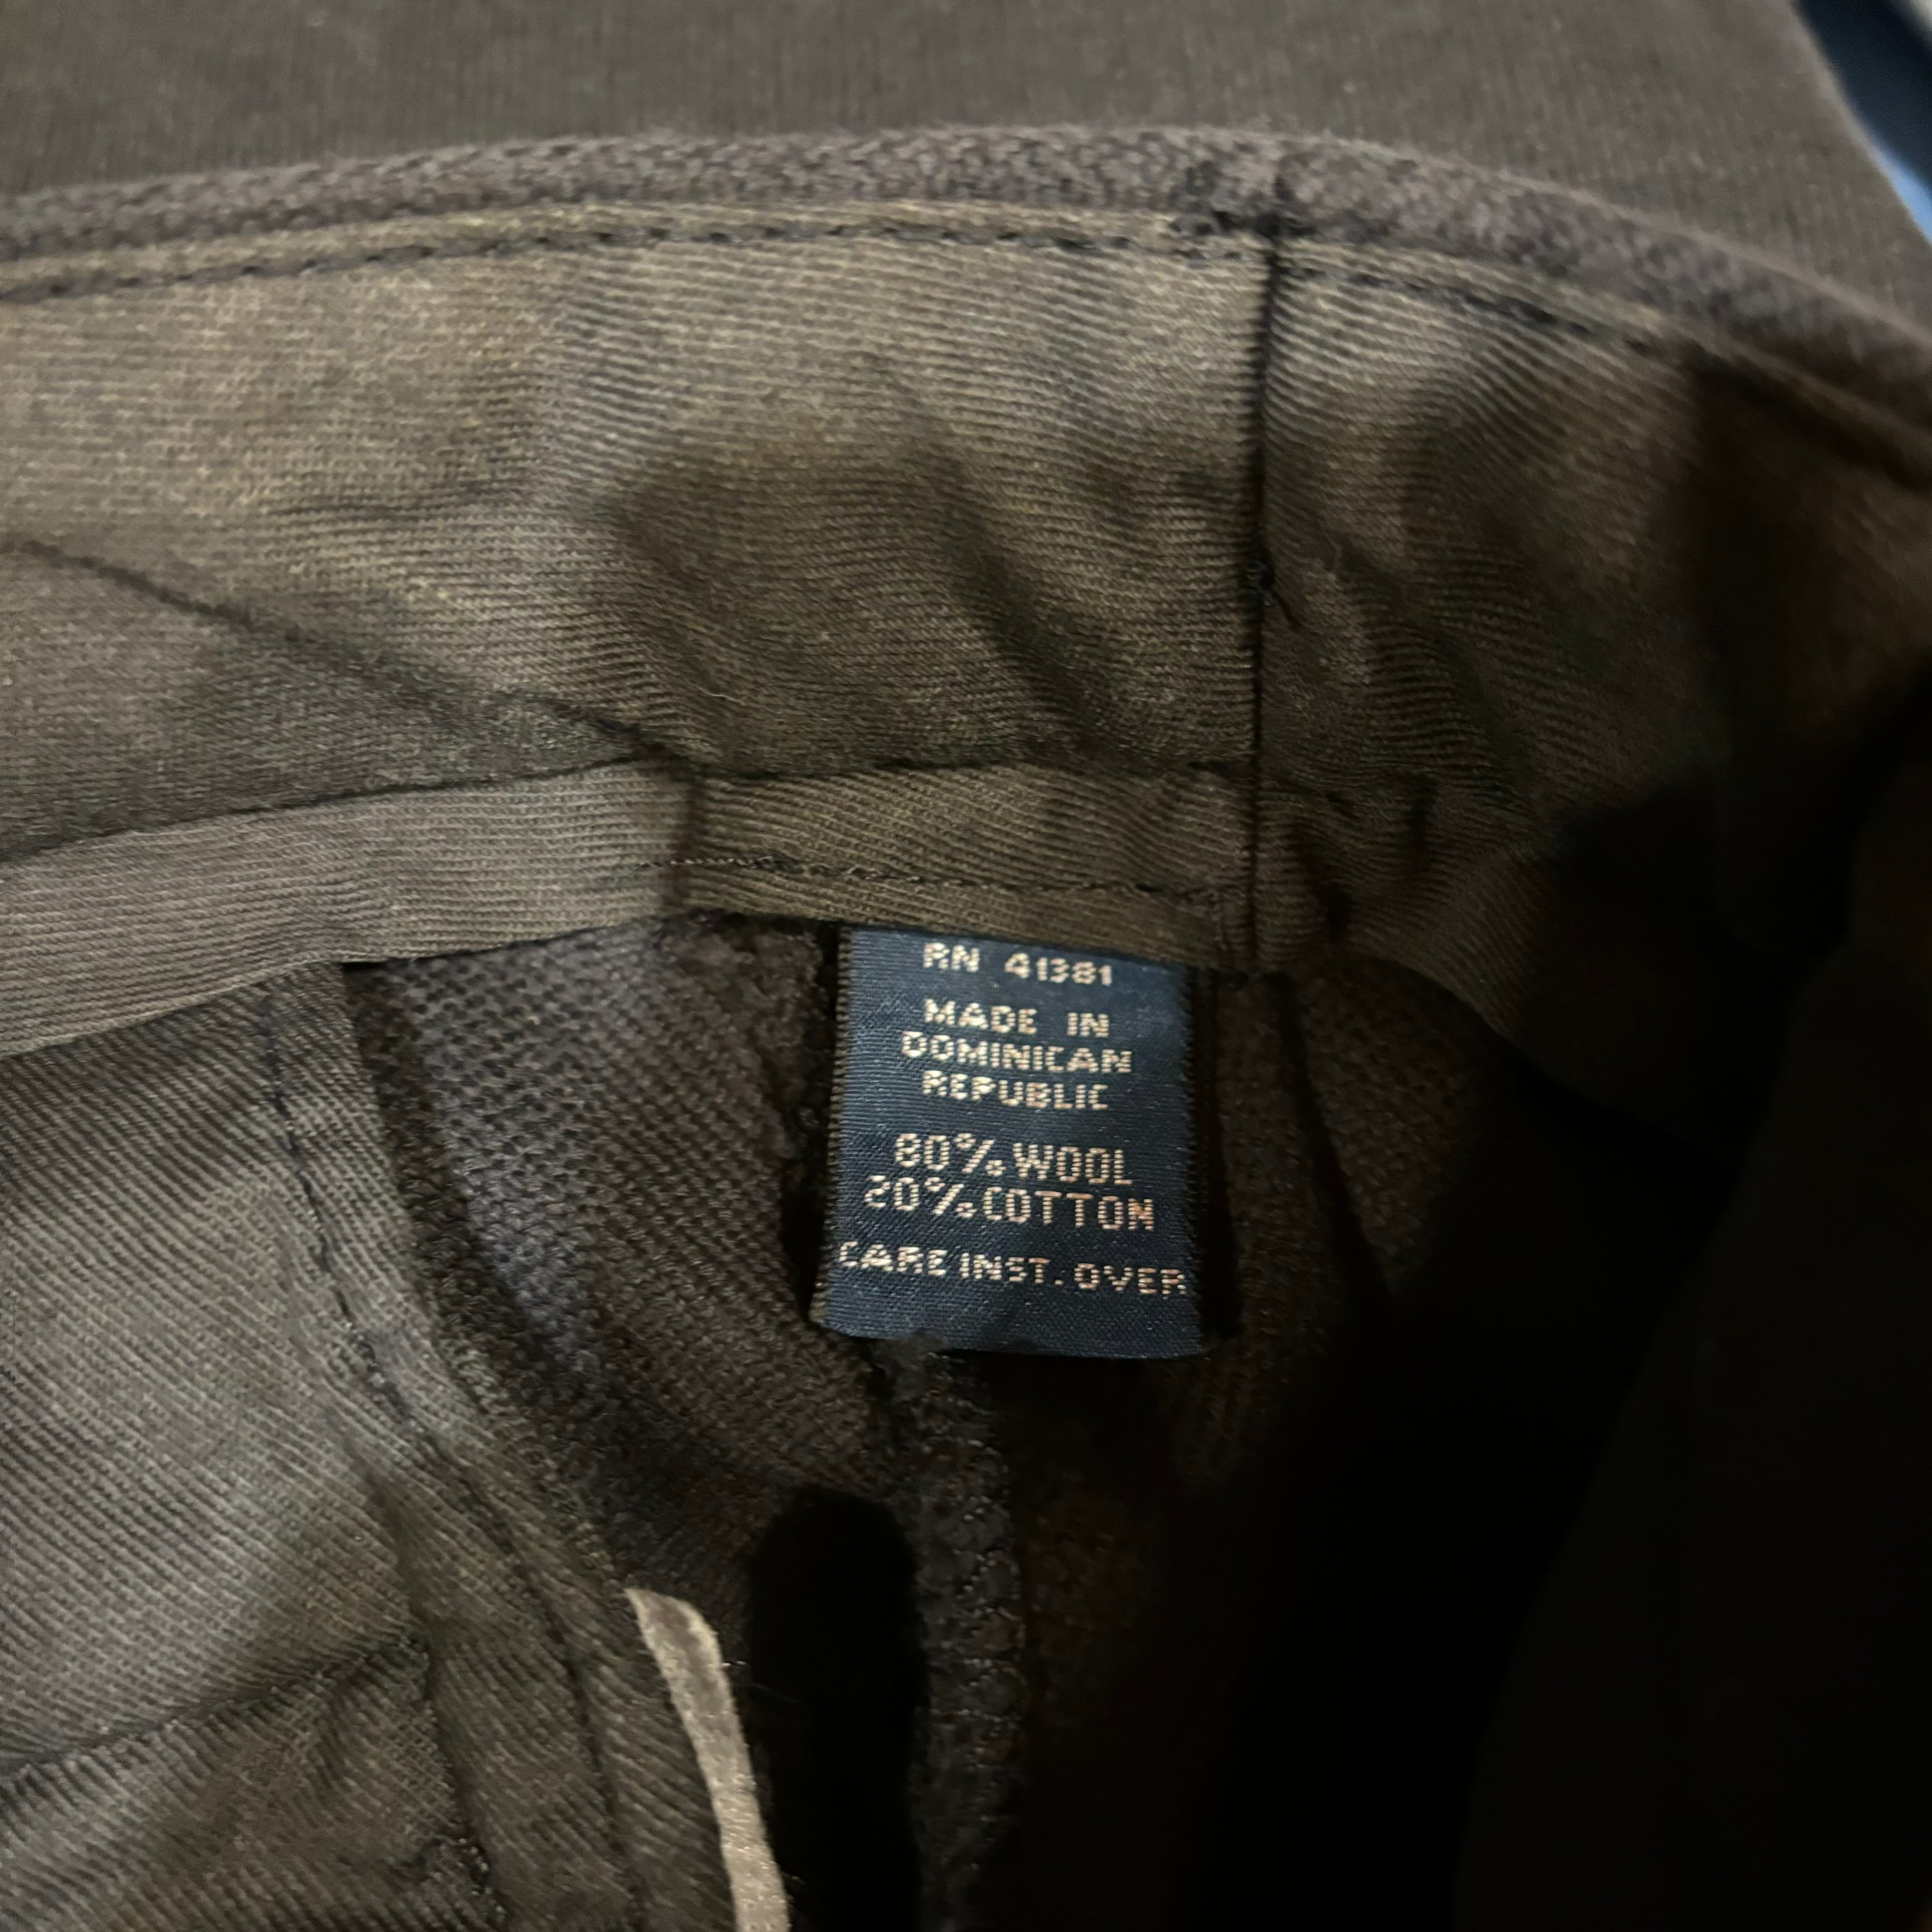 RN 41381
MADE IN
DOMINICAN
REPUBLIC
80% WOOL
20% COTTON
CARE INST. OVER